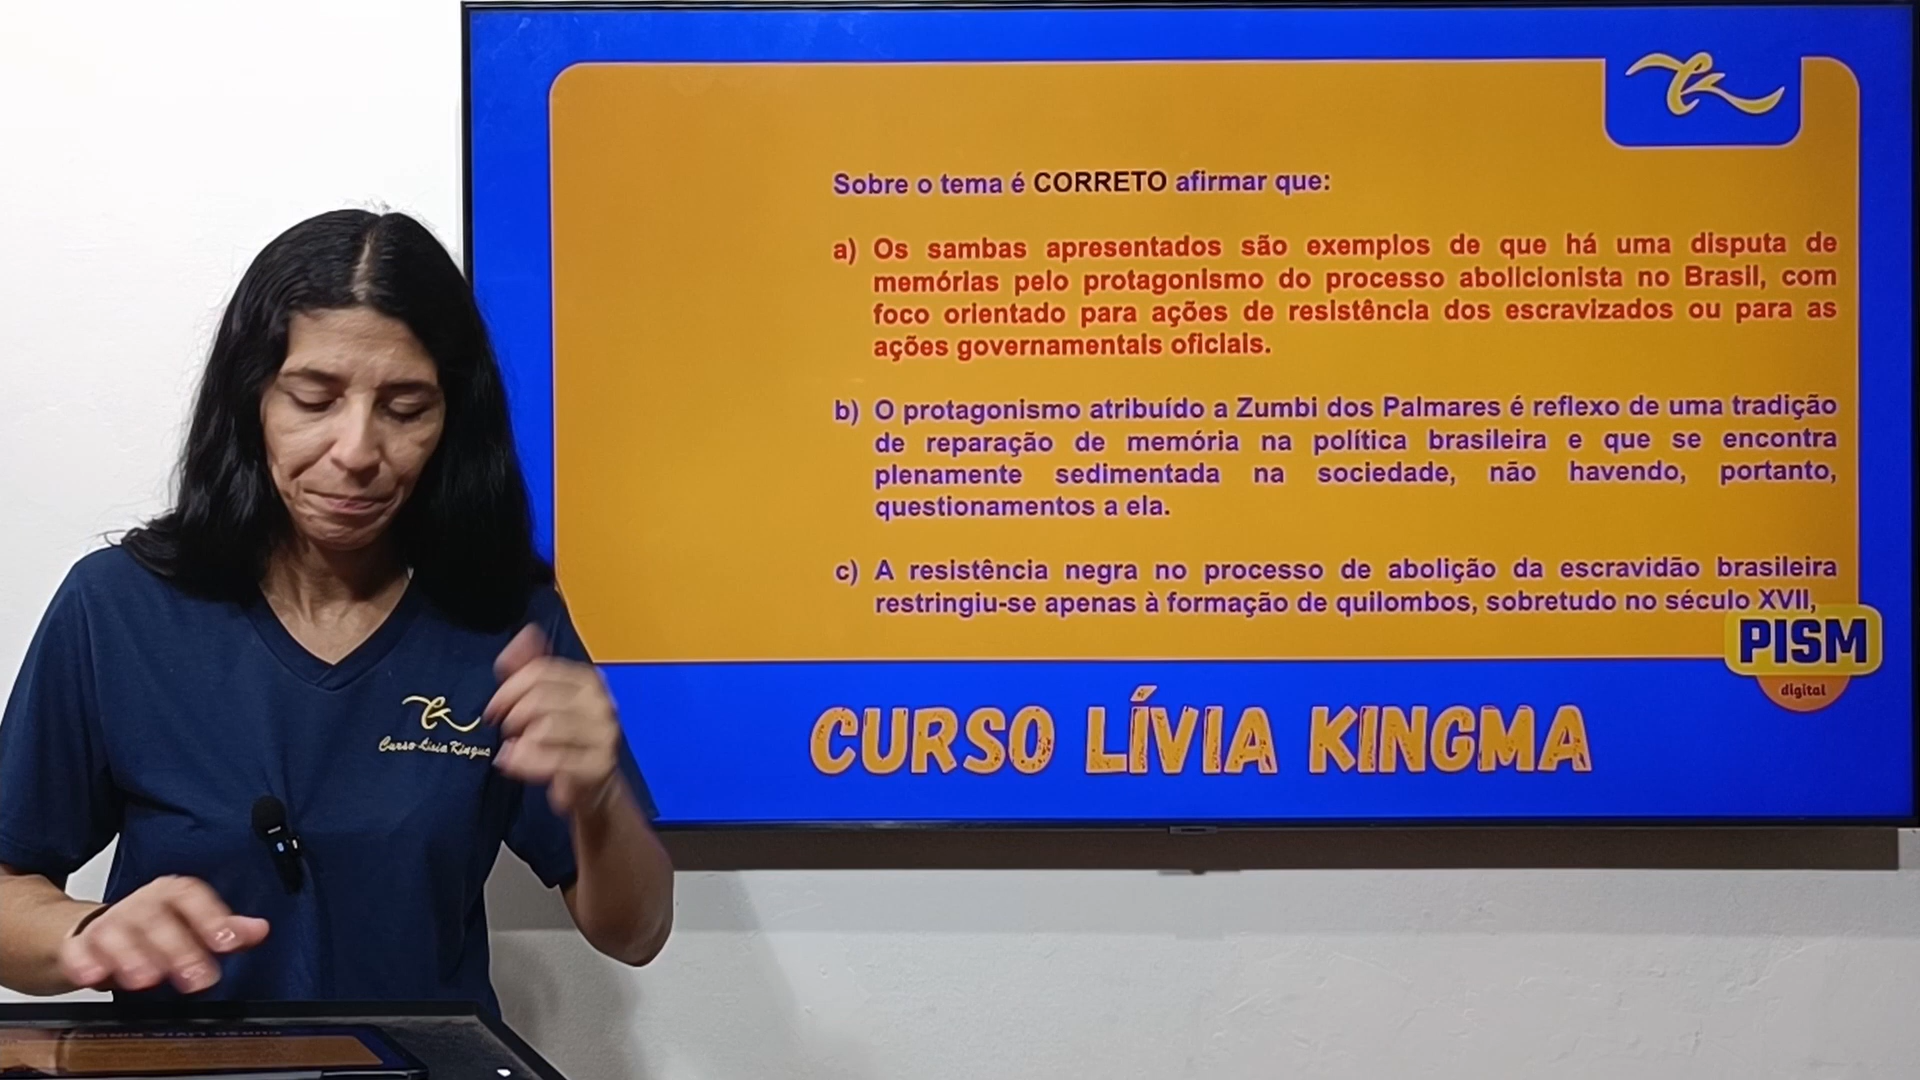 Sobre o tema é CORRETO afirmar que:
a) Os sambas apresentados são exemplos de que há uma disputa de
memórias pelo protagonismo do processo abolicionista no Brasil, com
foco orientado para ações de resistência dos escravizados ou para as
ações governamentais oficiais.
b) O protagonismo atribuído a Zumbi dos Palmares é reflexo de uma tradição
de reparação de memória na política brasileira e que se encontra
plenamente sedimentada na sociedade, não havendo, portanto,
questionamentos a ela.
c) A resistência negra no processo de abolição da escravidão brasileira
restringiu-se apenas à formação de quilombos, sobretudo no século XVII,
PISM
digital
CURSO LÍVIA KINGMA
Curso Lívia Kingma